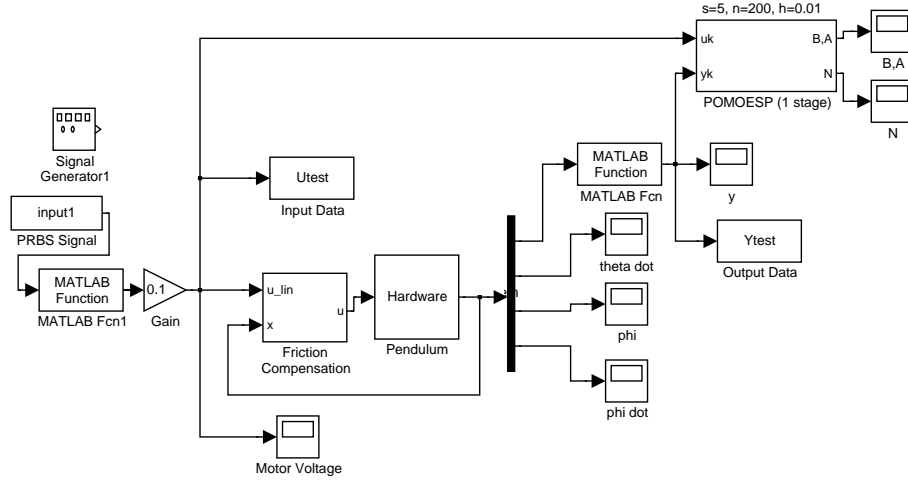 s=5, n=200, h=0.01
uk
yk
B,A
N
POMOESP (1 stage)
B,A
N
Signal
Generator1
input1
PRBS Signal
MATLAB
Function
MATLAB Fcn1
0.1
Gain
Utest
Input Data
u_lin
x
u
Friction
Compensation
Hardware
Pendulum
MATLAB
Function
MATLAB Fcn
y
Ytest
Output Data
theta dot
phi
phi dot
Motor Voltage